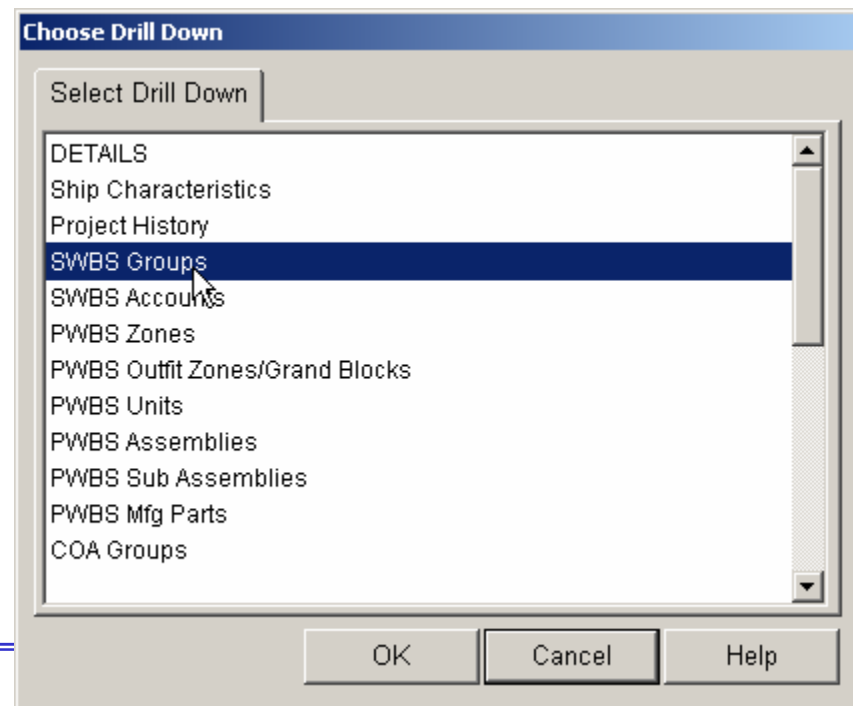 Choose Drill Down
Select Drill Down
DETAILS
Ship Characteristics
Project History
SWBS Groups
SWBS Accounts
PWBS Zones
PWBS Outfit Zones/Grand Blocks
PWBS Units
PWBS Assemblies
PWBS Sub Assemblies
PWBS Mfg Parts
COA Groups
OK Cancel Help